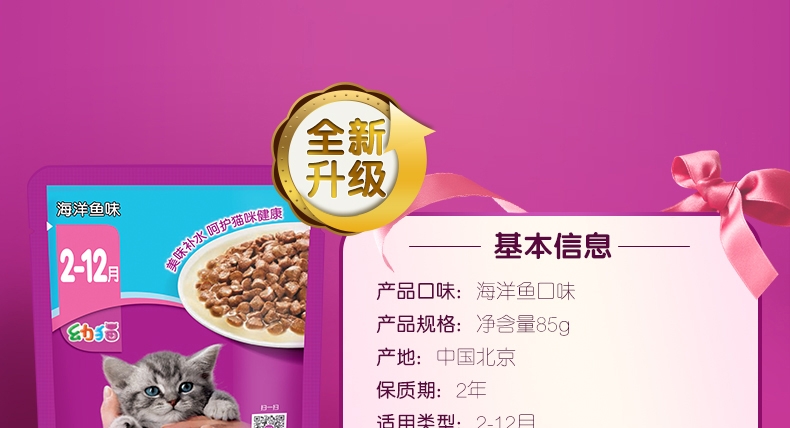 全新
升级
海洋鱼味
美味补水 呵护猫咪健康
2-12月
幼猫
扫一扫
基本信息
产品口味：海洋鱼口味
产品规格：净含量85g
产地：中国北京
保质期：2年
适用类型：2-12月